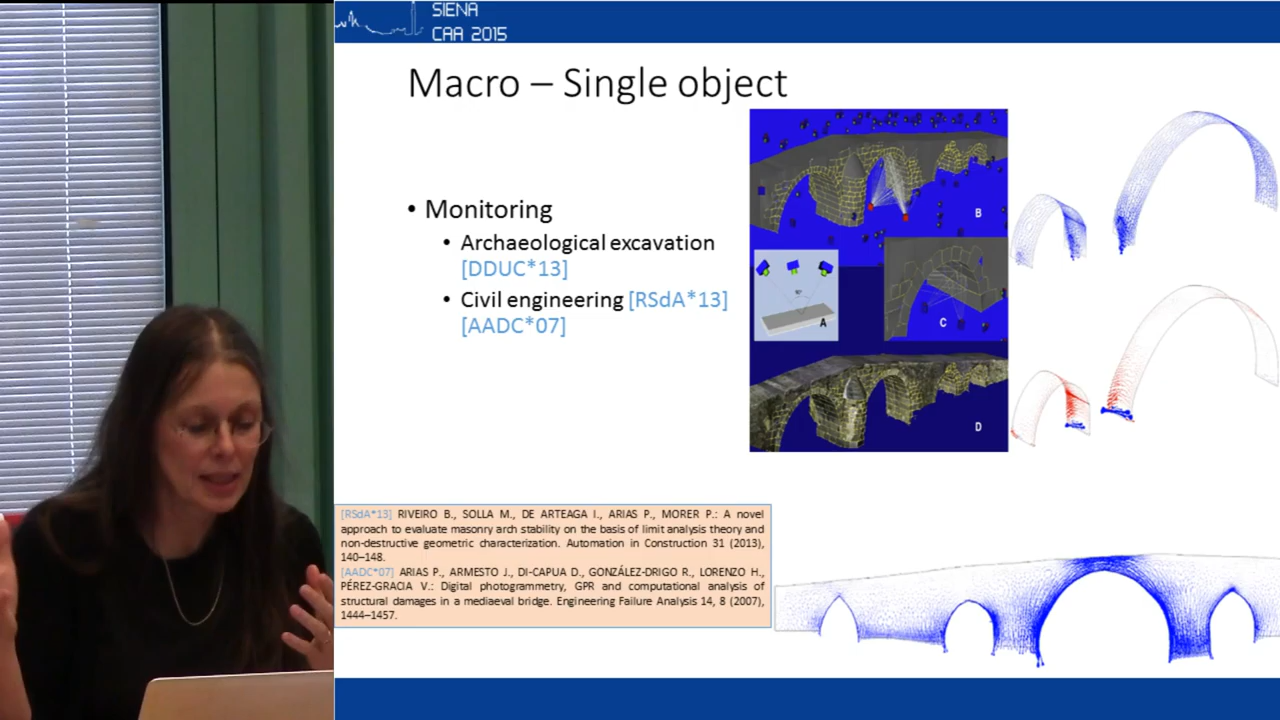 SIENA
CAA 2015
Macro – Single object
• Monitoring
• Archaeological excavation
[DDUC*13]
• Civil engineering [RSdA*13]
[AADC*07]
B
A
C
D
[RSdA*13] RIVEIRO B., SOLLA M., DE ARTEAGA I., ARIAS P., MORER P.: A novel
approach to evaluate masonry arch stability on the basis of limit analysis theory and
non-destructive geometric characterization. Automation in Construction 31 (2013),
140–148.
[AADC*07] ARIAS P., ARMESTO J., DI-CAPUA D., GONZÁLEZ-DRIGO R., LORENZO H.,
PÉREZ-GRACIA V.: Digital photogrammetry, GPR and computational analysis of
structural damages in a mediaeval bridge. Engineering Failure Analysis 14, 8 (2007),
1444–1457.